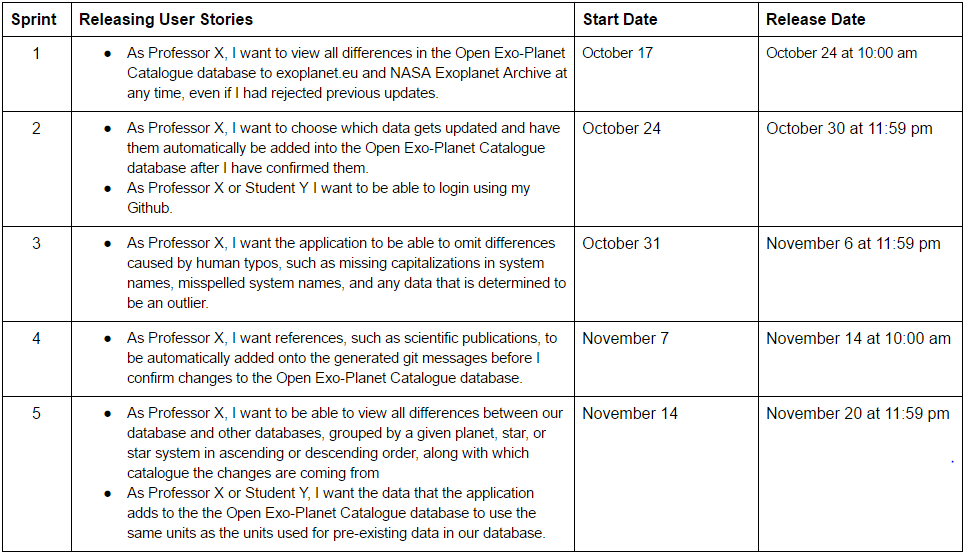 Sprint Releasing User Stories Start Date Release Date
1 ● As Professor X, I want to view all differences in the Open Exo-Planet October 17 October 24 at 10:00 am
Catalogue database to exoplanet.eu and NASA Exoplanet Archive at
any time, even if I had rejected previous updates.
2 ● As Professor X, I want to choose which data gets updated and have October 24 October 30 at 11:59 pm
them automatically be added into the Open Exo-Planet Catalogue
database after I have confirmed them.
● As Professor X or Student Y I want to be able to login using my
Github.
3 ● As Professor X, I want the application to be able to omit differences October 31 November 6 at 11:59 pm
caused by human typos, such as missing capitalizations in system
names, misspelled system names, and any data that is determined to
be an outlier.
4 ● As Professor X, I want references, such as scientific publications, to November 7 November 14 at 10:00 am
be automatically added onto the generated git messages before I
confirm changes to the Open Exo-Planet Catalogue database.
5 ● As Professor X, I want to be able to view all differences between our November 14 November 20 at 11:59 pm
database and other databases, grouped by a given planet, star, or
star system in ascending or descending order, along with which
catalogue the changes are coming from
● As Professor X or Student Y, I want the data that the application
adds to the the Open Exo-Planet Catalogue database to use the
same units as the units used for pre-existing data in our database.